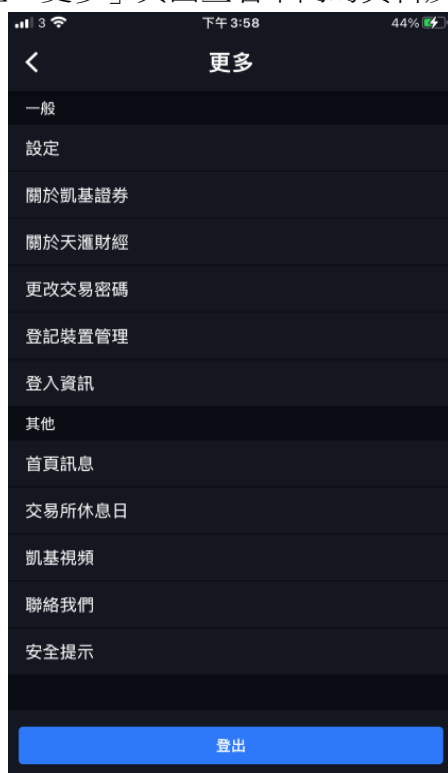 3 下午3:58 44%
更多
一般
設定
關於凱基證券
關於天滙財經
更改交易密碼
登記裝置管理
登入資訊
其他
首頁訊息
交易所休息日
凱基視頻
聯絡我們
安全提示
登出